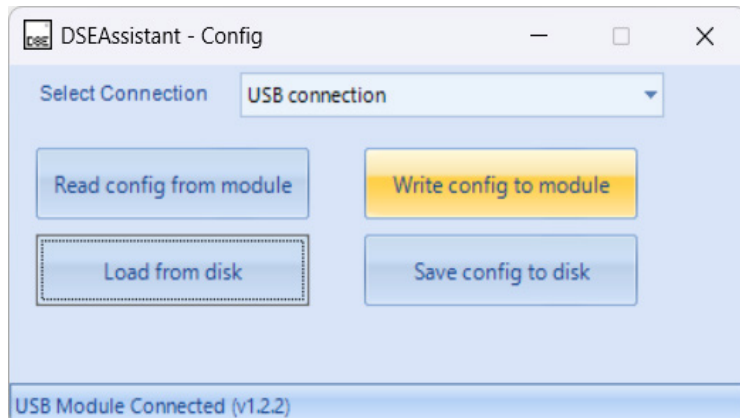 DSE DSEAssistant - Config
Select Connection USB connection
Read config from module Write config to module
Load from disk Save config to disk
USB Module Connected (v1.2.2)